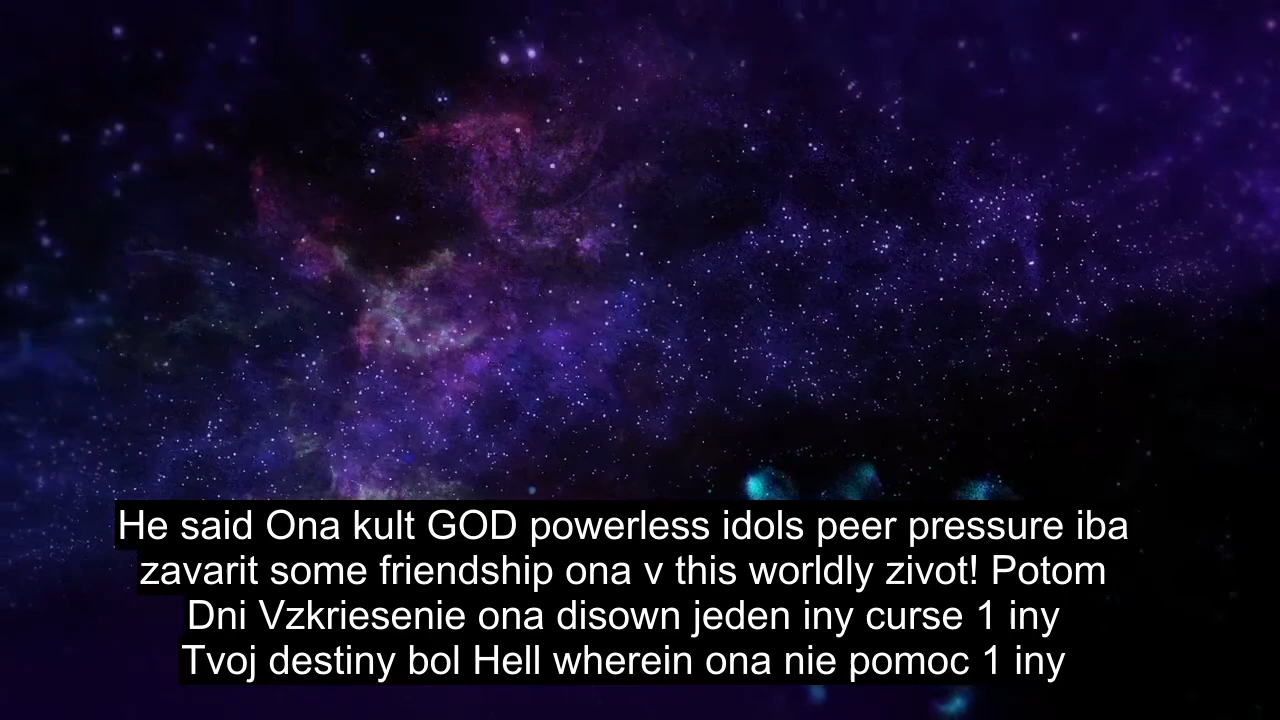 He said Ona kult GOD powerless idols peer pressure iba
zavarit some friendship ona v this worldly zivot! Potom
Dni Vzkriesenie ona disown jeden iny curse 1 iny
Tvoj destiny bol Hell wherein ona nie pomoc 1 iny